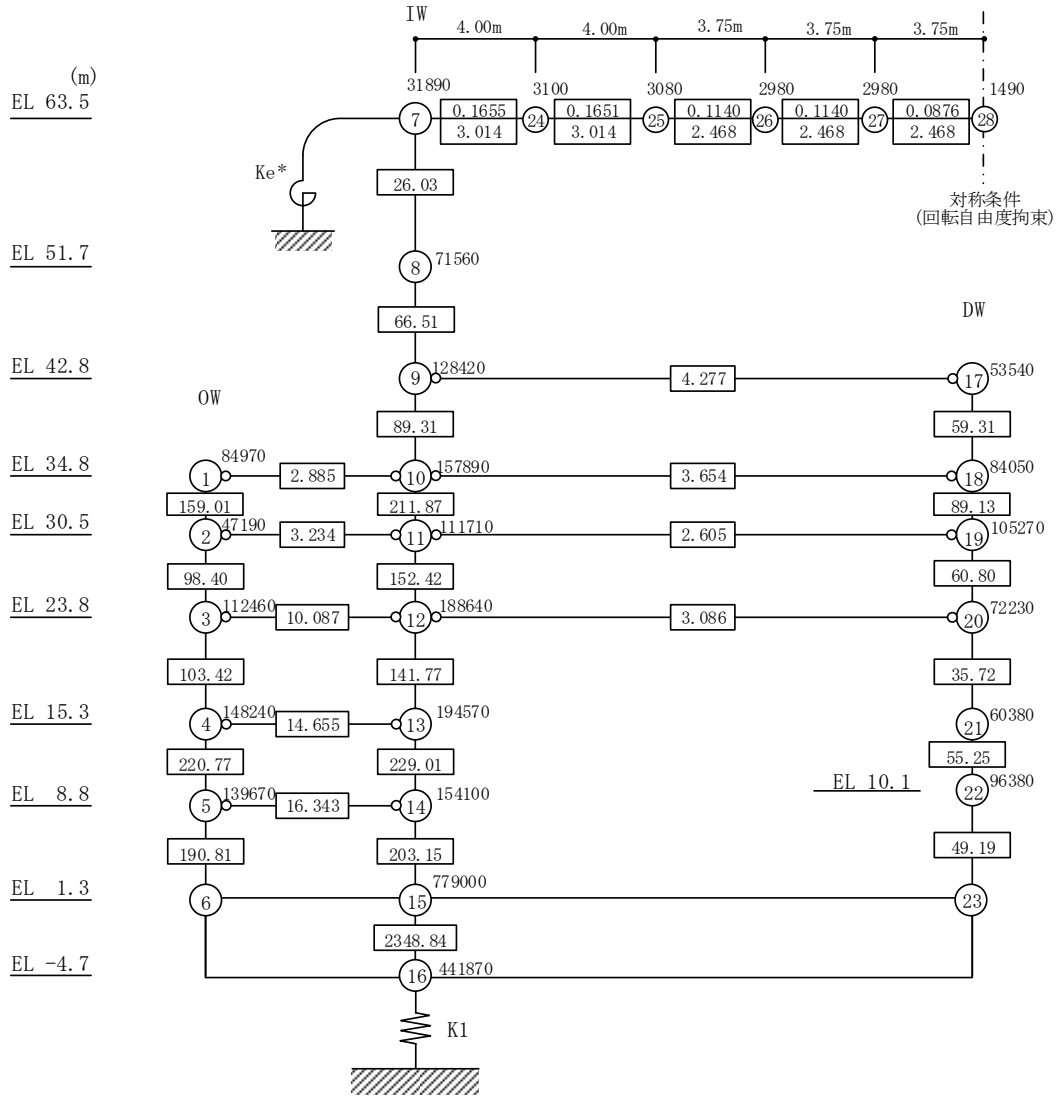 IW
4.00m 4.00m 3.75m 3.75m 3.75m
(m)
31890 3100 3080 2980 2980 1490
EL 63.5
7 0.1655 24 0.1651 25 0.1140 26 0.1140 27 0.0876 28
3.014 3.014 2.468 2.468 2.468
Ke*
26.03
対称条件
(回転自由度拘束)
EL 51.7
8 71560
66.51
DW
EL 42.8
9 128420 4.277 17 53540
OW
89.31 59.31
EL 34.8
1 84970 2.885 10 157890 3.654 18 84050
159.01 211.87 89.13
EL 30.5
2 47190 3.234 11 111710 2.605 19 105270
98.40 152.42 60.80
EL 23.8
3 112460 10.087 12 188640 3.086 20 72230
103.42 141.77 35.72
EL 15.3
4 148240 14.655 13 194570 21 60380
220.77 229.01 55.25
EL 8.8
5 139670 16.343 14 154100
EL 10.1 22 96380
190.81 203.15 49.19
EL 1.3
6 15 779000 23
2348.84
EL -4.7
16 441870
K1